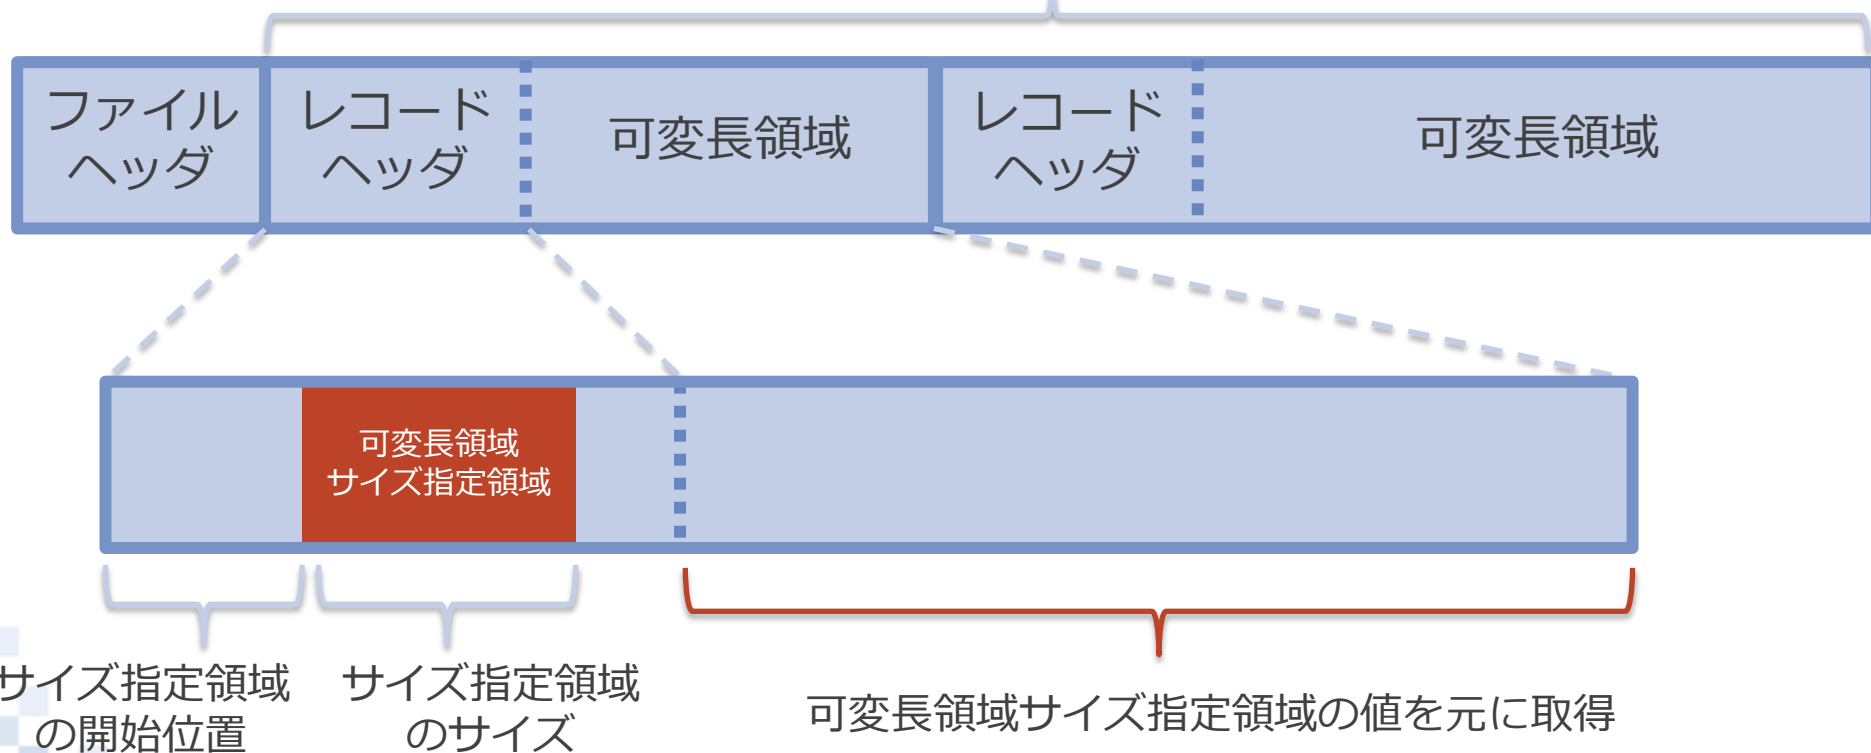 ファイル
ヘッダ
レコード
ヘッダ
可変長領域
レコード
ヘッダ
可変長領域
可変長領域
サイズ指定領域
サイズ指定領域
の開始位置
サイズ指定領域
のサイズ
可変長領域サイズ指定領域の値を元に取得